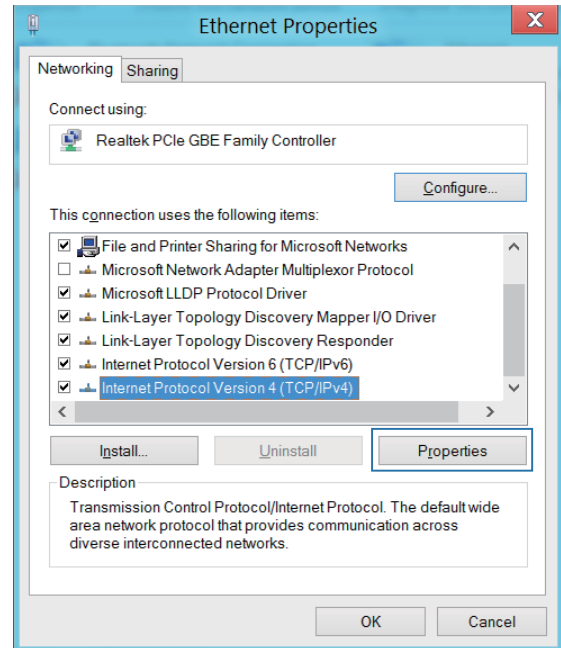 Ethernet Properties
X
Networking
Sharing
Connect using:
Realtek PCIe GBE Family Controller
Configure...
This connection uses the following items:
File and Printer Sharing for Microsoft Networks
Microsoft Network Adapter Multiplexor Protocol
Microsoft LLDP Protocol Driver
Link-Layer Topology Discovery Mapper I/O Driver
Link-Layer Topology Discovery Responder
Internet Protocol Version 6 (TCP/IPv6)
Internet Protocol Version 4 (TCP/IPv4)
Install...
Uninstall
Properties
Description
Transmission Control Protocol/Internet Protocol. The default wide
area network protocol that provides communication across
diverse interconnected networks.
OK
Cancel